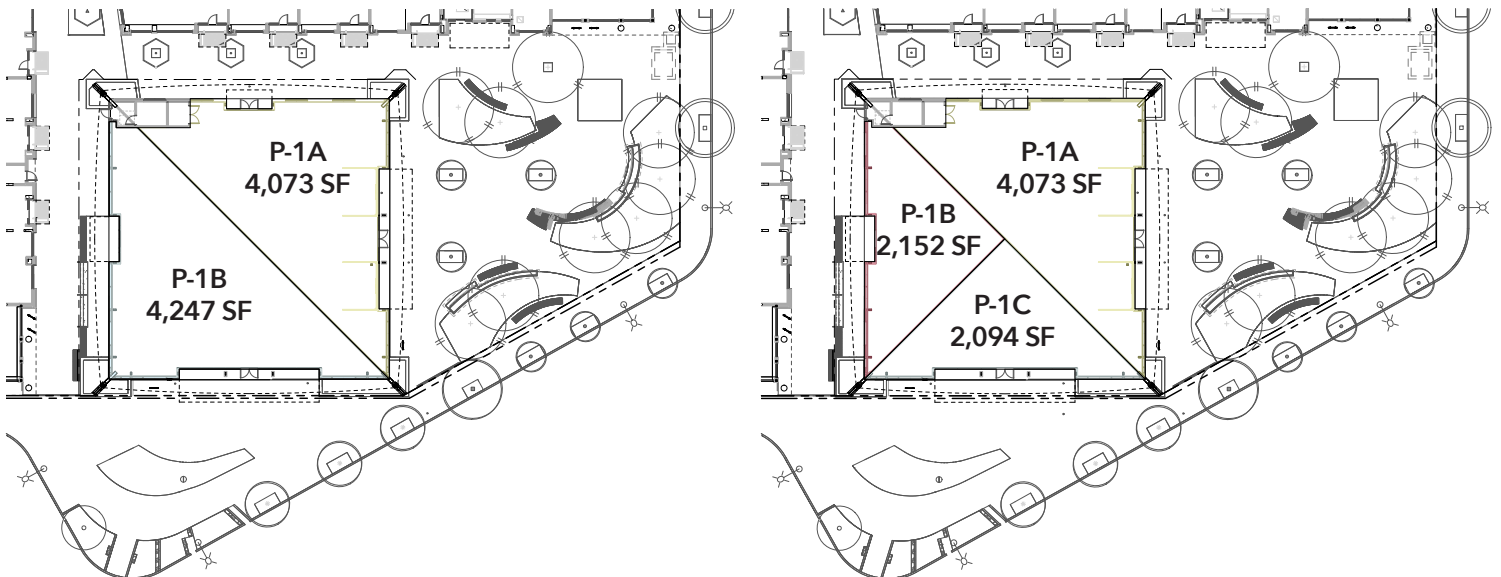 P-1A
4,073 SF
P-1B
4,247 SF
P-1A
4,073 SF
P-1B
2,152 SF
P-1C
2,094 SF